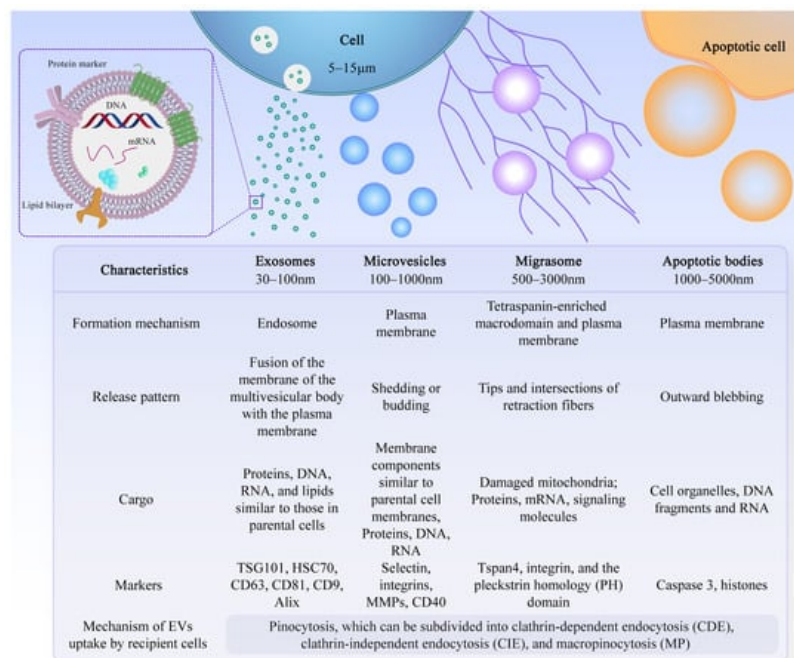 Cell
5–15μm
Apoptotic cell
Protein marker
DNA
mRNA
Lipid bilayer
Characteristics
Exosomes
30–100nm
Microvesicles
100–1000nm
Migrasome
500–3000nm
Apoptotic bodies
1000–5000nm
Formation mechanism
Endosome
Plasma
membrane
Tetraspanin-enriched
macrodomain and plasma
membrane
Plasma membrane
Release pattern
Fusion of the
membrane of the
multivesicular body
with the plasma
membrane
Shedding or
budding
Tips and intersections of
retraction fibers
Outward blebbing
Cargo
Proteins, DNA,
RNA, and lipids
similar to those in
parental cells
Membrane
components
similar to
parental cell
membranes,
Proteins, DNA,
RNA
Damaged mitochondria;
Proteins, mRNA, signaling
molecules
Cell organelles, DNA
fragments and RNA
Markers
TSG101, HSC70,
CD63, CD81, CD9,
Alix
Selectin,
integrins,
MMPs, CD40
Tspan4, integrin, and the
pleckstrin homology (PH)
domain
Caspase 3, histones
Mechanism of EVs
uptake by recipient cells
Pinocytosis, which can be subdivided into clathrin-dependent endocytosis (CDE),
clathrin-independent endocytosis (CIE), and macropinocytosis (MP)